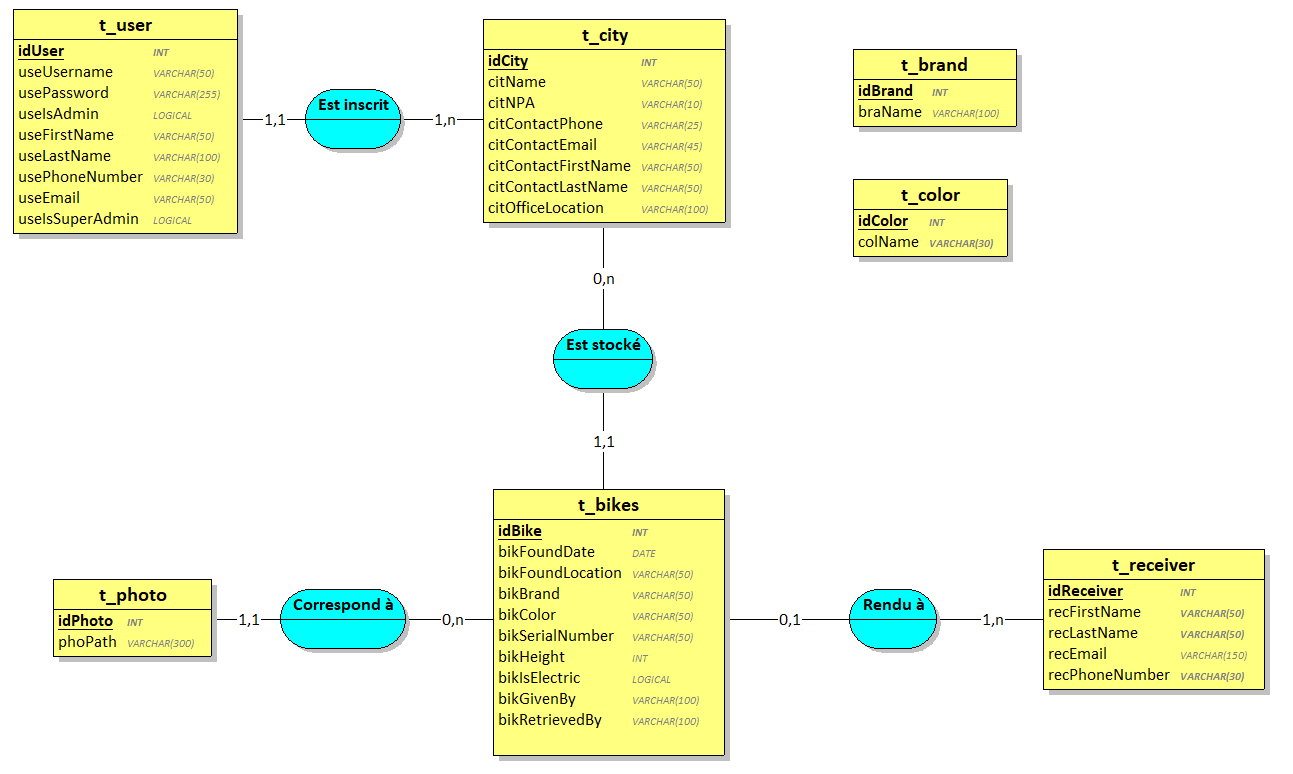 t_user
idUser INT
useUsername VARCHAR(50)
usePassword VARCHAR(255)
useIsAdmin LOGICAL
useFirstName VARCHAR(50)
useLastName VARCHAR(100)
usePhoneNumber VARCHAR(30)
useEmail VARCHAR(50)
useIsSuperAdmin LOGICAL
1,1
Est inscrit
1,n
t_city
idCity INT
citName VARCHAR(50)
citNPA VARCHAR(10)
citContactPhone VARCHAR(25)
citContactEmail VARCHAR(45)
citContactFirstName VARCHAR(50)
citContactLastName VARCHAR(50)
citOfficeLocation VARCHAR(100)
t_brand
idBrand INT
braName VARCHAR(100)
t_color
idColor INT
colName VARCHAR(30)
0,n
Est stocké
1,1
t_photo
idPhoto INT
phoPath VARCHAR(300)
1,1
Correspond à
0,n
t_bikes
idBike INT
bikFoundDate DATE
bikFoundLocation VARCHAR(50)
bikBrand VARCHAR(50)
bikColor VARCHAR(50)
bikSerialNumber VARCHAR(50)
bikHeight INT
bikIsElectric LOGICAL
bikGivenBy VARCHAR(100)
bikRetrievedBy VARCHAR(100)
0,1
Rendu à
1,n
t_receiver
idReceiver INT
recFirstName VARCHAR(50)
recLastName VARCHAR(50)
recEmail VARCHAR(150)
recPhoneNumber VARCHAR(30)